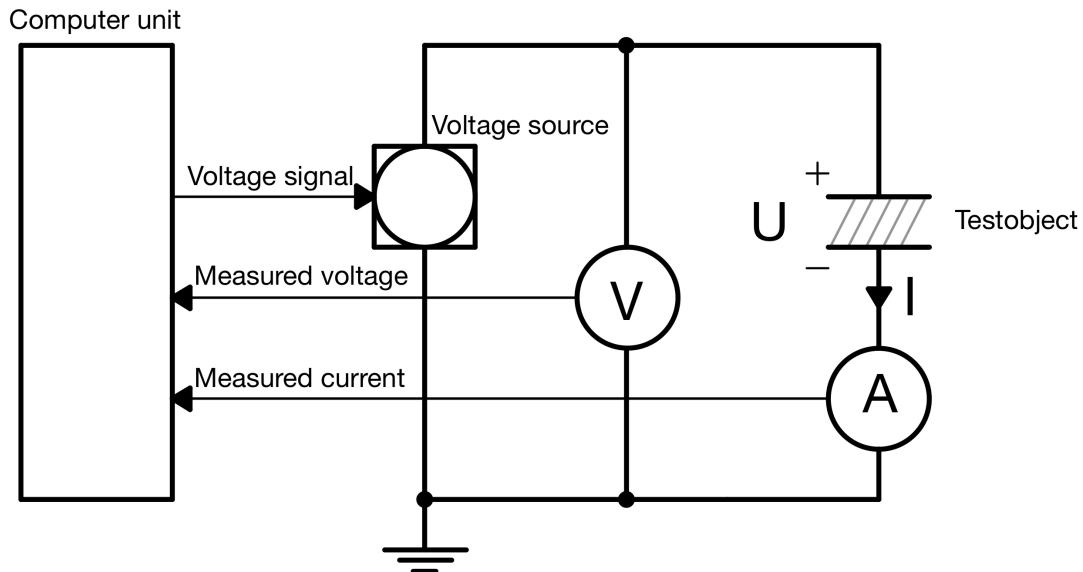 Computer unit
Voltage source
Voltage signal
+
U
Testobject
−
Measured voltage
V
I
Measured current
A